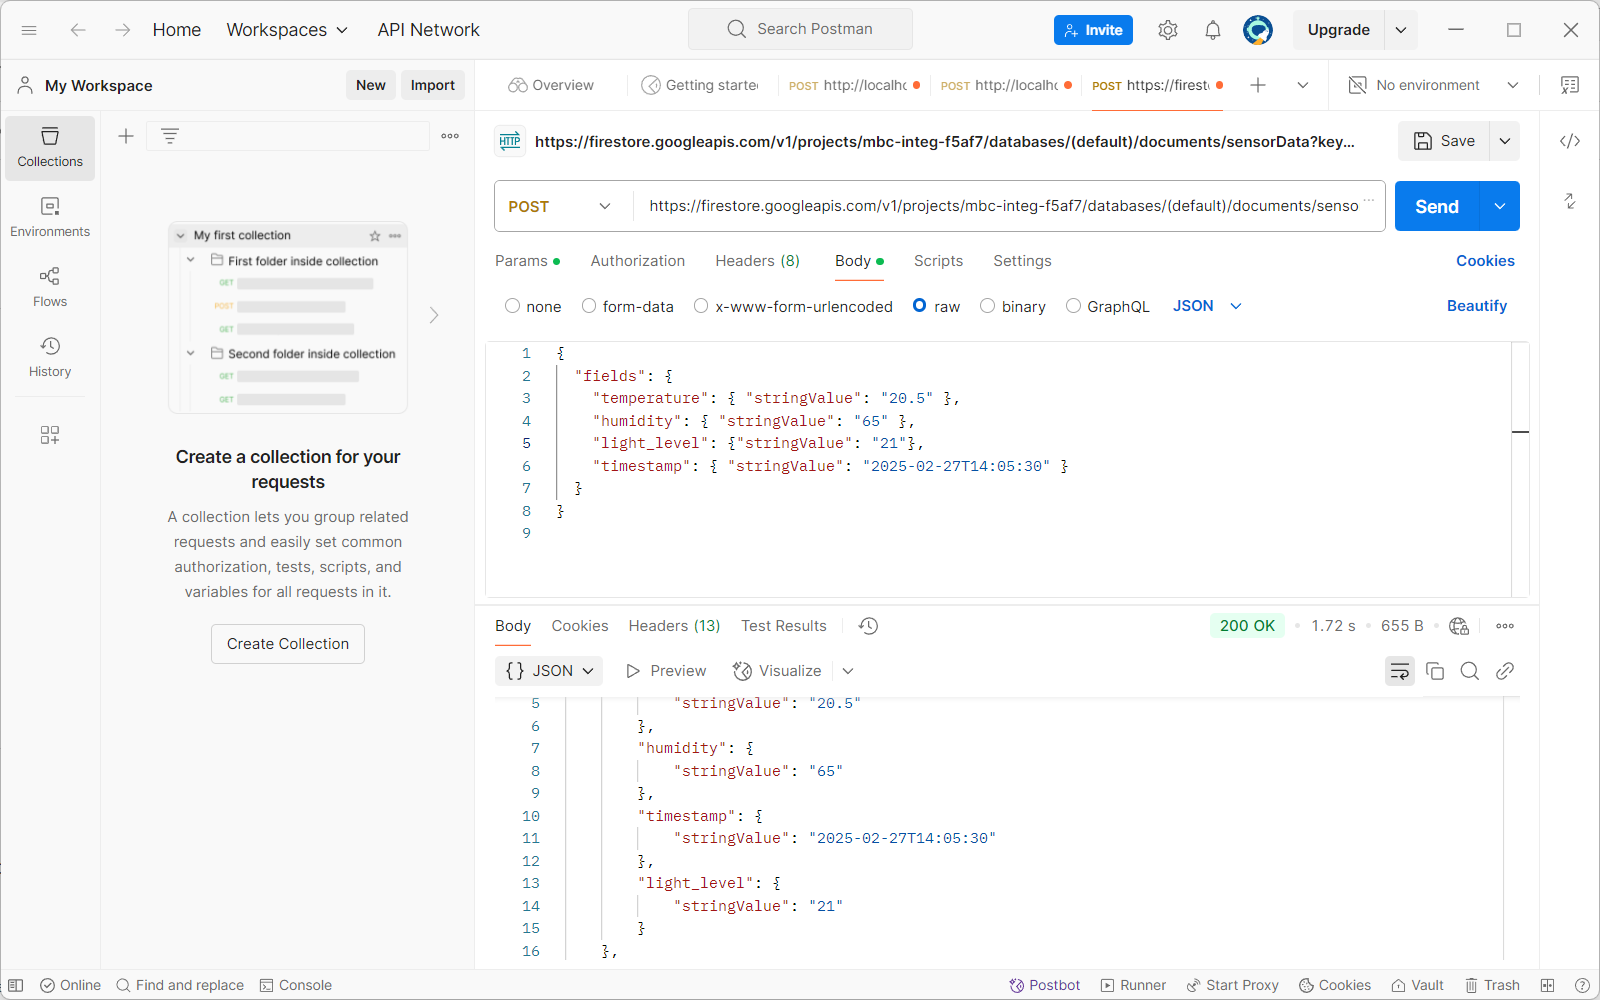 Home Workspaces API Network Search Postman Invite Upgrade
My Workspace New Import Overview Getting starte POST http://localhc POST http://localhc POST https://firest No environment
Collections
Environments
Flows
History
My first collection
First folder inside collection
GET
POST
GET
Second folder inside collection
GET
GET
Create a collection for your
requests
A collection lets you group related
requests and easily set common
authorization, tests, scripts, and
variables for all requests in it.
Create Collection
HTTP https://firestore.googleapis.com/v1/projects/mbc-integ-f5af7/databases/(default)/documents/sensorData?key... Save
POST https://firestore.googleapis.com/v1/projects/mbc-integ-f5af7/databases/(default)/documents/senso Send
Params Authorization Headers (8) Body Scripts Settings Cookies
none form-data x-www-form-urlencoded raw binary GraphQL JSON Beautify
1 {
2 "fields": {
3 "temperature": { "stringValue": "20.5" },
4 "humidity": { "stringValue": "65" },
5 "light_level": {"stringValue": "21"},
6 "timestamp": { "stringValue": "2025-02-27T14:05:30" }
7 }
8 }
9
Body Cookies Headers (13) Test Results 200 OK 1.72 s 655 B
{} JSON Preview Visualize
5 "stringValue": "20.5"
6 },
7 "humidity": {
8 "stringValue": "65"
9 },
10 "timestamp": {
11 "stringValue": "2025-02-27T14:05:30"
12 },
13 "light_level": {
14 "stringValue": "21"
15 }
16 },
Online Find and replace Console Postbot Runner Start Proxy Cookies Vault Trash